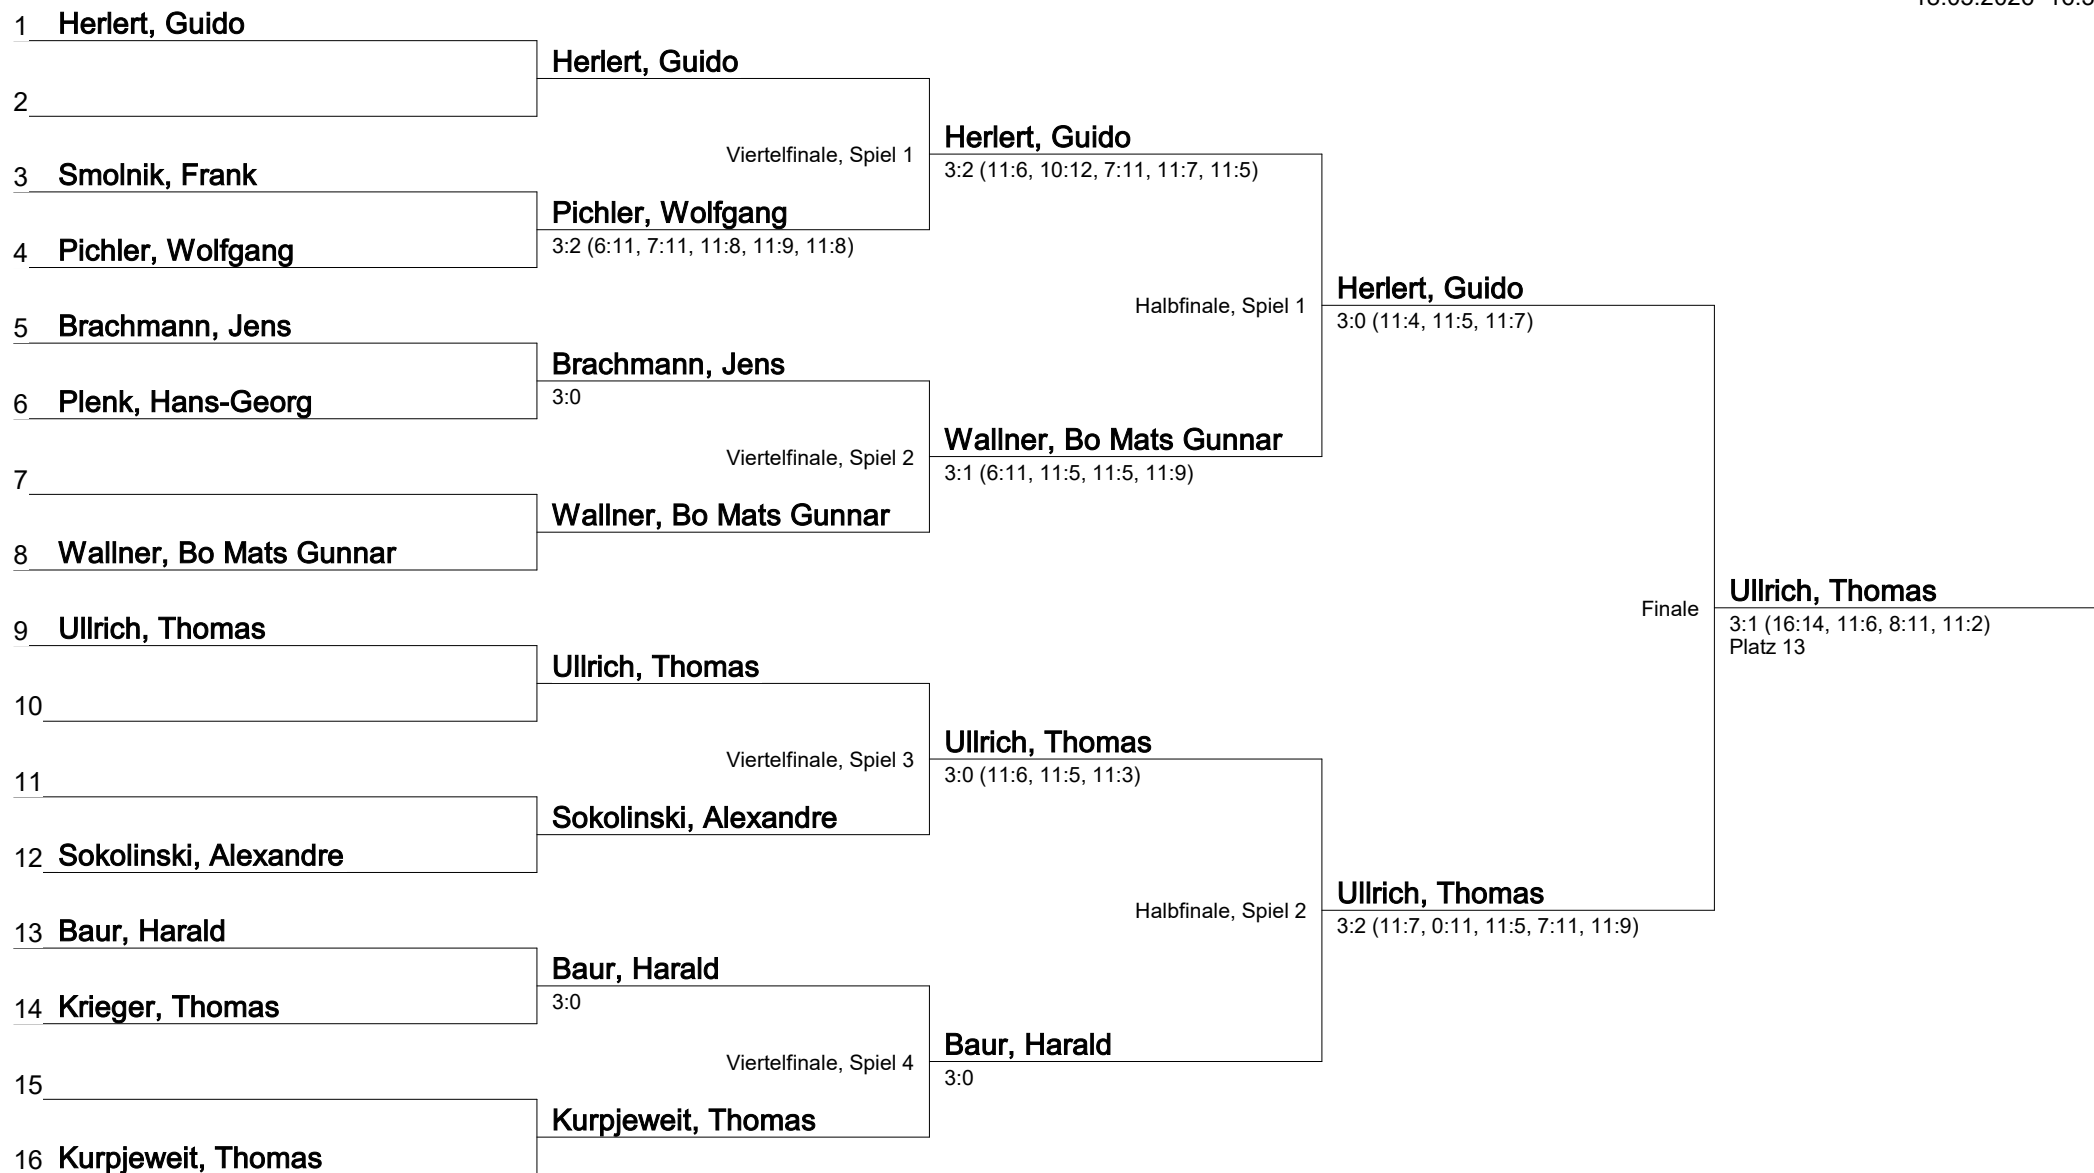 1 Herlert, Guido
Herlert, Guido
2
Herlert, Guido
Viertelfinale, Spiel 1
3:2 (11:6, 10:12, 7:11, 11:7, 11:5)
3 Smolnik, Frank
Pichler, Wolfgang
3:2 (6:11, 7:11, 11:8, 11:9, 11:8)
4 Pichler, Wolfgang
Herlert, Guido
Halbfinale, Spiel 1
3:0 (11:4, 11:5, 11:7)
5 Brachmann, Jens
Brachmann, Jens
3:0
6 Plenk, Hans-Georg
Wallner, Bo Mats Gunnar
Viertelfinale, Spiel 2
3:1 (6:11, 11:5, 11:5, 11:9)
7
Wallner, Bo Mats Gunnar
8 Wallner, Bo Mats Gunnar
Ullrich, Thomas
Finale
3:1 (16:14, 11:6, 8:11, 11:2)
Platz 13
9 Ullrich, Thomas
Ullrich, Thomas
10
Ullrich, Thomas
Viertelfinale, Spiel 3
3:0 (11:6, 11:5, 11:3)
11
Sokolinski, Alexandre
12 Sokolinski, Alexandre
Ullrich, Thomas
Halbfinale, Spiel 2
3:2 (11:7, 0:11, 11:5, 7:11, 11:9)
13 Baur, Harald
Baur, Harald
3:0
14 Krieger, Thomas
Baur, Harald
Viertelfinale, Spiel 4
3:0
15
Kurpjeweit, Thomas
16 Kurpjeweit, Thomas